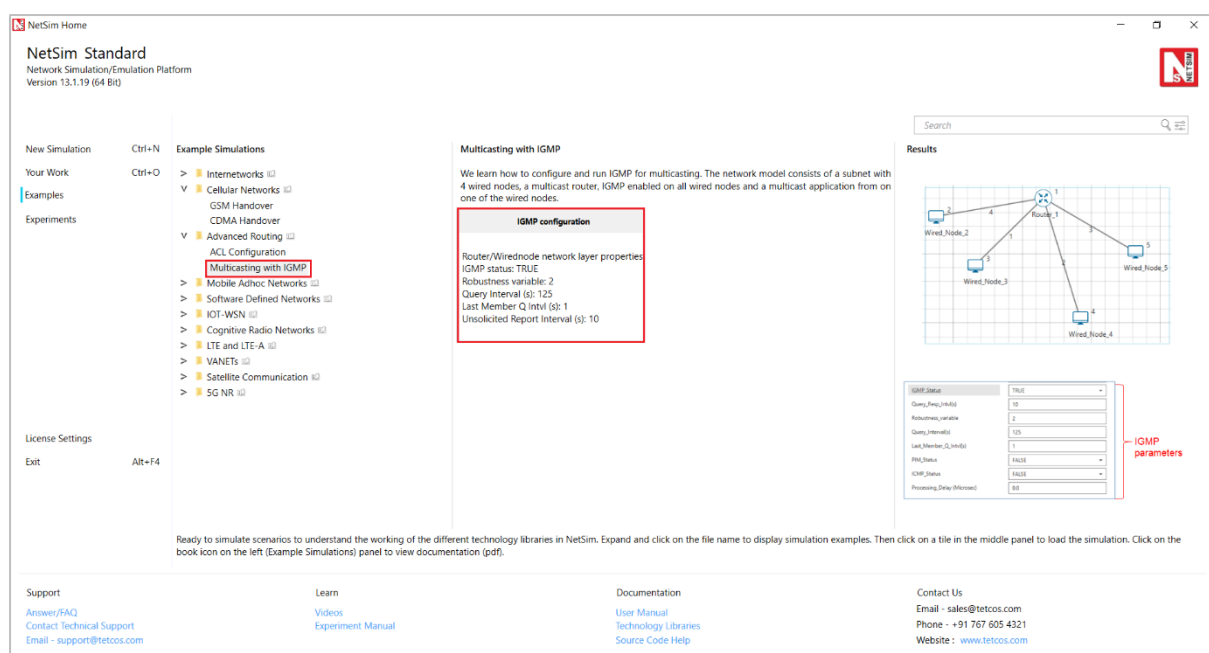 NetSim Home
NetSim Standard
Network Simulation/Emulation Platform
Version 13.1.19 (64 Bit)
NETSIM
Search
New Simulation Ctrl+N
Your Work Ctrl+O
Examples
Experiments
License Settings
Exit Alt+F4
Example Simulations
> Internetworks
V Cellular Networks
GSM Handover
CDMA Handover
V Advanced Routing
ACL Configuration
Multicasting with IGMP
> Mobile Adhoc Networks
> Software Defined Networks
> IOT-WSN
> Cognitive Radio Networks
> LTE and LTE-A
> VANETs
> Satellite Communication
> 5G NR
Multicasting with IGMP
We learn how to configure and run IGMP for multicasting. The network model consists of a subnet with
4 wired nodes, a multicast router, IGMP enabled on all wired nodes and a multicast application from on
one of the wired nodes.
IGMP configuration
Router/Wirednode network layer properties
IGMP status: TRUE
Robustness variable: 2
Query Interval (s): 125
Last Member Q Intvl (s): 1
Unsolicited Report Interval (s): 10
Results
1
Router_1
2
4
Wired_Node_2
1
3
Wired_Node_3
3
5
Wired_Node_5
2
4
Wired_Node_4
IGMP_Status TRUE
Query_Resp_Intvl(s) 10
Robustness_variable 2
Query_Interval(s) 125
Last_Member_Q_Intvl(s) 1
PIM_Status FALSE
ICMP_Status FALSE
Processing_Delay (Microsec) 0.0
IGMP
parameters
Ready to simulate scenarios to understand the working of the different technology libraries in NetSim. Expand and click on the file name to display simulation examples. Then click on a tile in the middle panel to load the simulation. Click on the
book icon on the left (Example Simulations) panel to view documentation (pdf).
Support
Answer/FAQ
Contact Technical Support
Email - support@tetcos.com
Learn
Videos
Experiment Manual
Documentation
User Manual
Technology Libraries
Source Code Help
Contact Us
Email - sales@tetcos.com
Phone - +91 767 605 4321
Website : www.tetcos.com